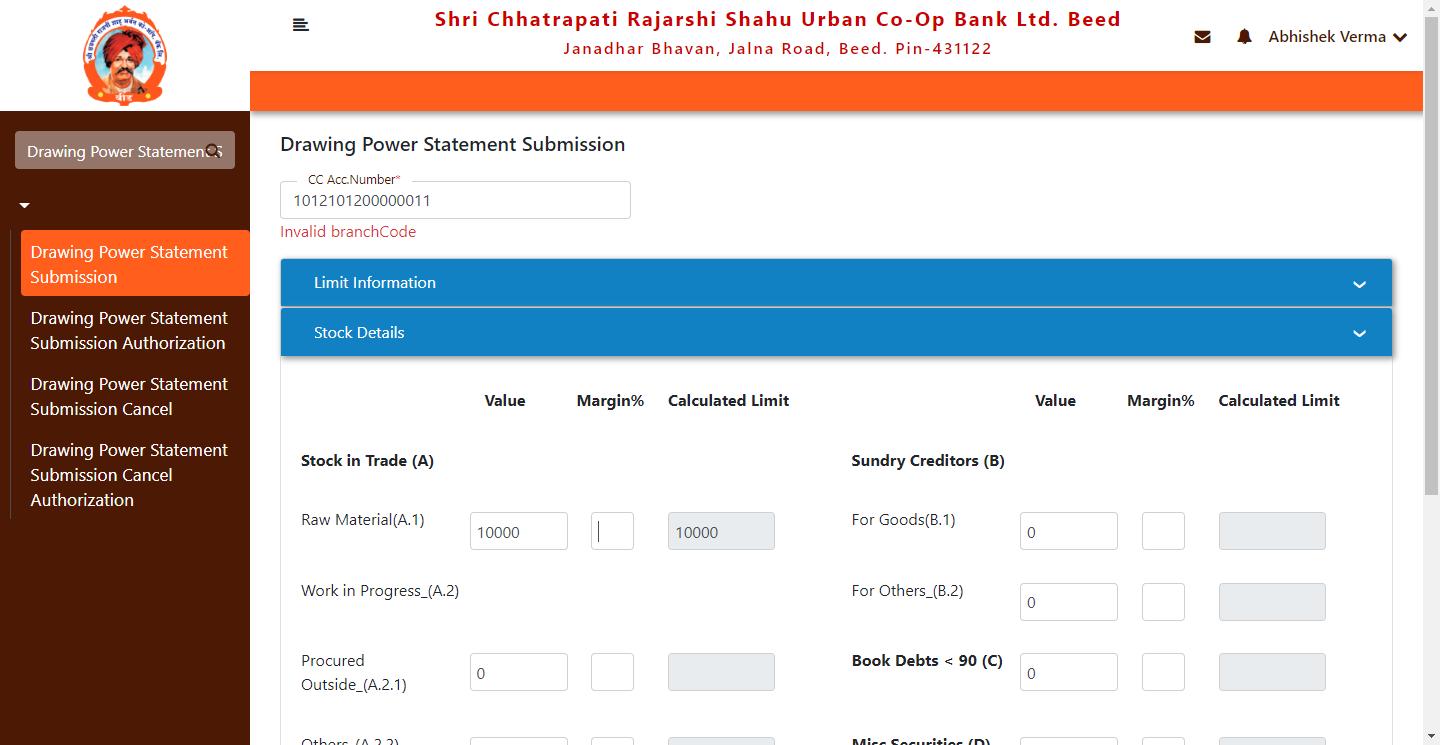 Shri Chhatrapati Rajarshi Shahu Urban Co-Op Bank Ltd. Beed
Janadhar Bhavan, Jalna Road, Beed. Pin-431122
Abhishek Verma
बीड
Drawing Power Statement S
Drawing Power Statement
Submission
Drawing Power Statement
Submission Authorization
Drawing Power Statement
Submission Cancel
Drawing Power Statement
Submission Cancel
Authorization
Drawing Power Statement Submission
CC Acc.Number*
1012101200000011
Invalid branchCode
Limit Information
Stock Details
Value Margin% Calculated Limit Value Margin% Calculated Limit
Stock in Trade (A) Sundry Creditors (B)
Raw Material(A.1) 10000 10000 For Goods(B.1) 0
Work in Progress_(A.2) For Others_(B.2) 0
Procured
Outside_(A.2.1) 0 Book Debts < 90 (C) 0
Others_(A.2.2) Misc Securities (D)